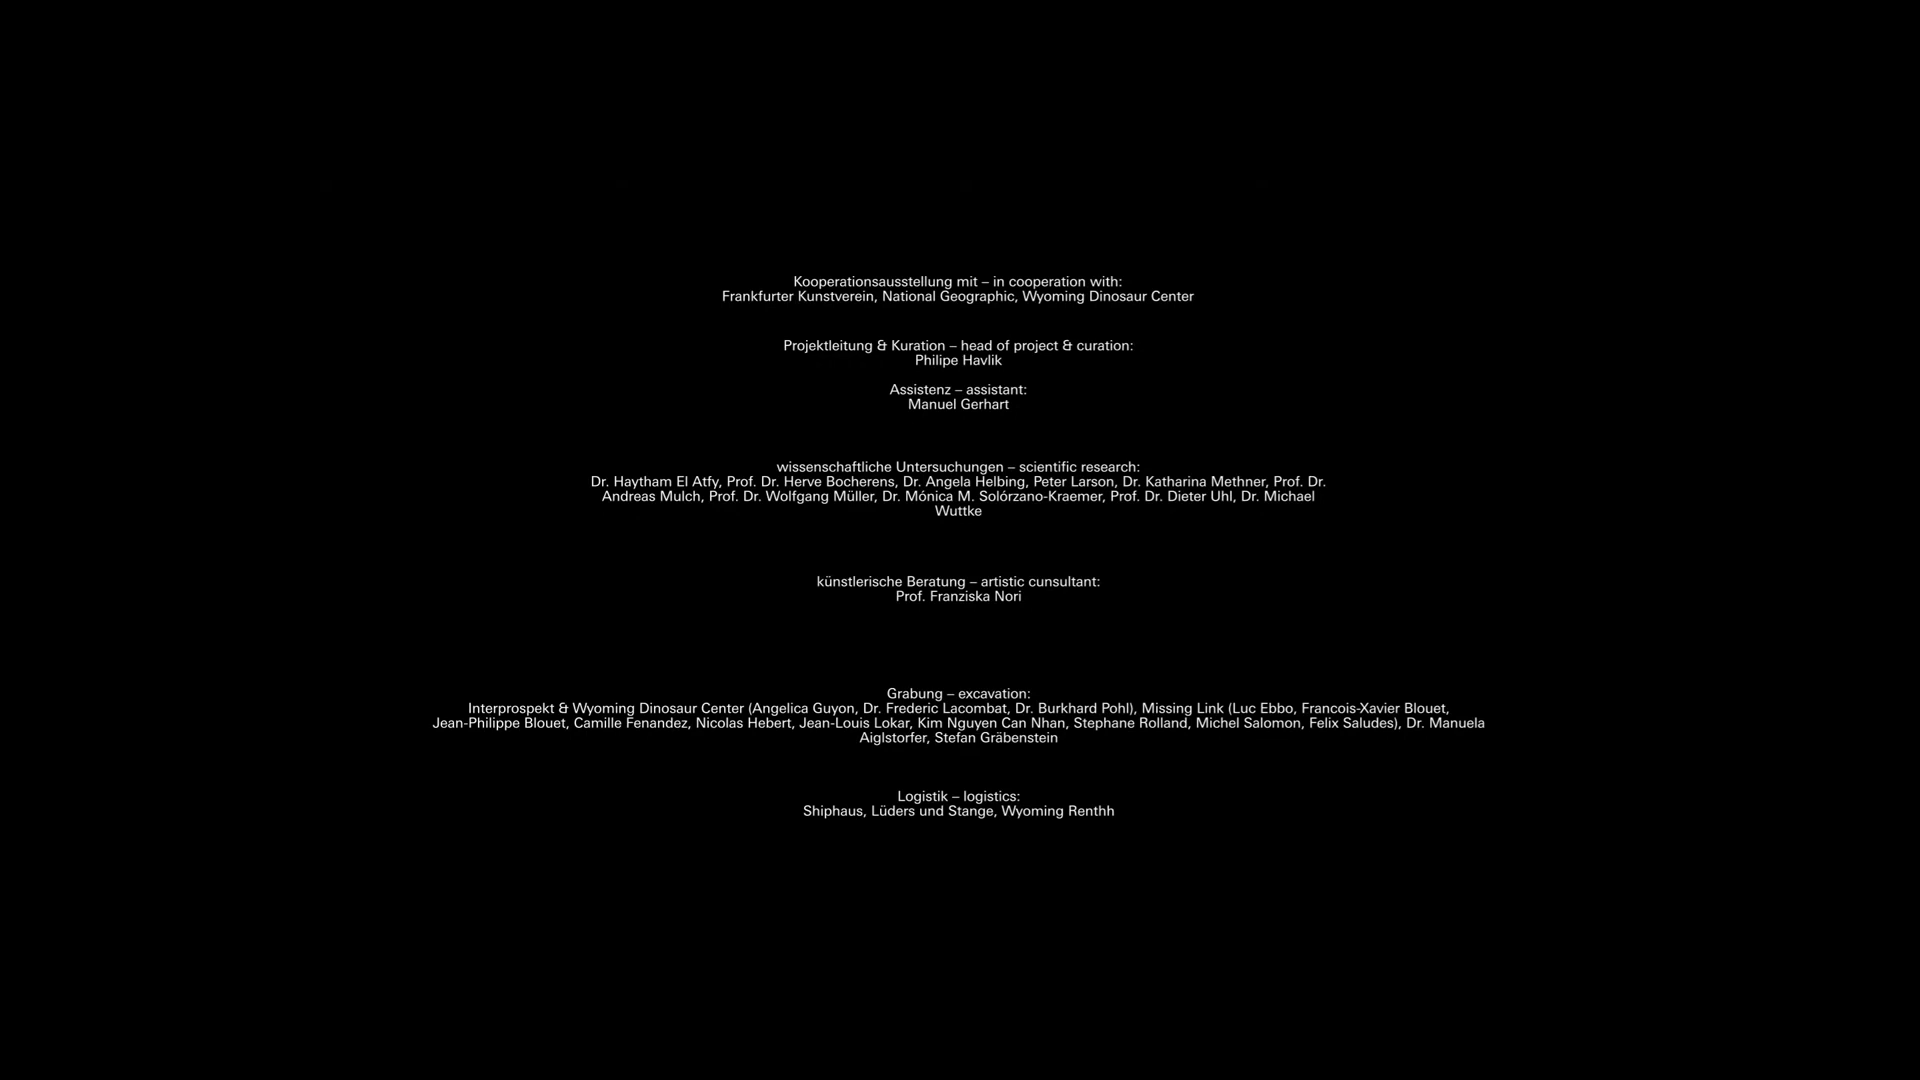 Kooperationsausstellung mit – in cooperation with:
Frankfurter Kunstverein, National Geographic, Wyoming Dinosaur Center
Projektleitung & Kuration – head of project & curation:
Philipe Havlik
Assistenz – assistant:
Manuel Gerhart
wissenschaftliche Untersuchungen – scientific research:
Dr. Haytham El Atfy, Prof. Dr. Herve Bocherens, Dr. Angela Helbing, Peter Larson, Dr. Katharina Methner, Prof. Dr.
Andreas Mulch, Prof. Dr. Wolfgang Müller, Dr. Mónica M. Solórzano-Kraemer, Prof. Dr. Dieter Uhl, Dr. Michael
Wuttke
künstlerische Beratung – artistic cunsultant:
Prof. Franziska Nori
Grabung – excavation:
Interprospekt & Wyoming Dinosaur Center (Angelica Guyon, Dr. Frederic Lacombat, Dr. Burkhard Pohl), Missing Link (Luc Ebbo, Francois-Xavier Blouet,
Jean-Philippe Blouet, Camille Fenandez, Nicolas Hebert, Jean-Louis Lokar, Kim Nguyen Can Nhan, Stephane Rolland, Michel Salomon, Felix Saludes), Dr. Manuela
Aiglstorfer, Stefan Gräbenstein
Logistik – logistics:
Shiphaus, Lüders und Stange, Wyoming Renthh